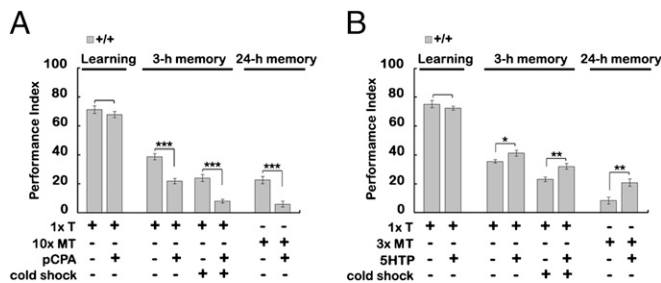 A
+/+
Learning 3-h memory 24-h memory
Performance Index
100
80
60
40
20
0
*** *** ***
1x T + + + + + + - -
10x MT - - - - - - + +
pCPA - + - + - + - +
cold shock - - - - + + - -
B
+/+
Learning 3-h memory 24-h memory
Performance Index
100
80
60
40
20
0
* ** **
1x T + + + + + + - -
3x MT - - - - - - + +
5HTP - + - + - + - +
cold shock - - - - + + - -